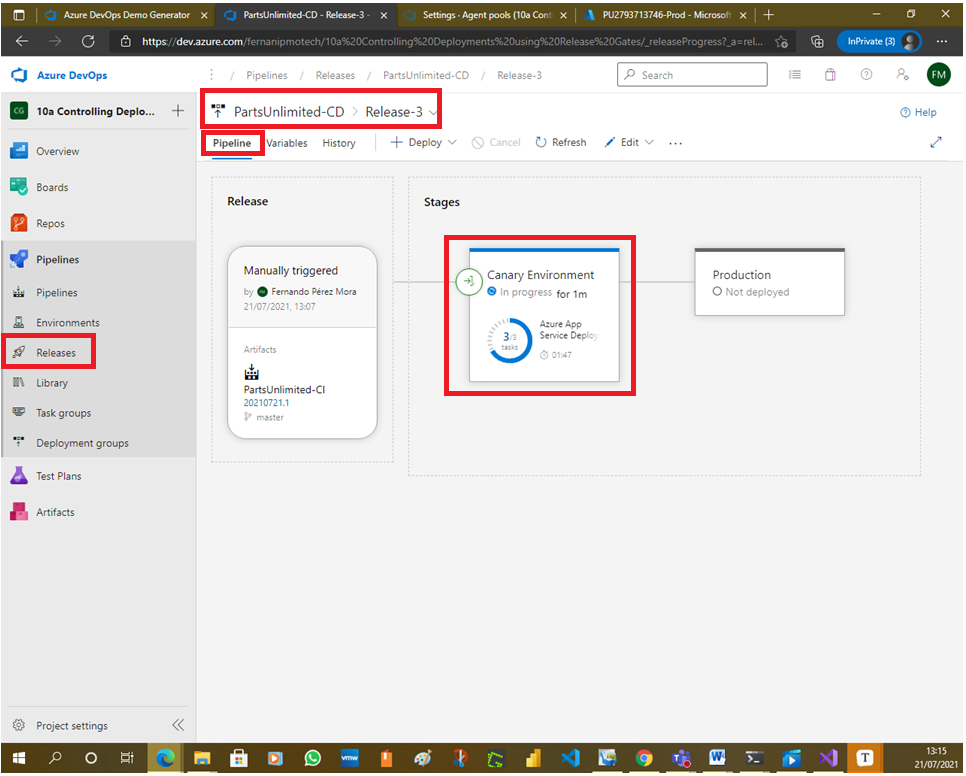 Azure DevOps Demo Generator
PartsUnlimited-CD - Release-3 -
Settings · Agent pools (10a Cont
PU2793713746-Prod - Microsoft
https://dev.azure.com/fernanipmotech/10a%20Controlling%20Deployments%20using%20Release%20Gates/_releaseProgress?_a=rel...
InPrivate (3)
Azure DevOps
/ Pipelines / Releases / PartsUnlimited-CD / Release-3
Search
FM
CG
10a Controlling Deplo...
PartsUnlimited-CD > Release-3
Help
Pipeline
Variables
History
Deploy
Cancel
Refresh
Edit
...
Overview
Boards
Repos
Pipelines
Pipelines
Environments
Releases
Library
Task groups
Deployment groups
Test Plans
Artifacts
Release
Manually triggered
by FM Fernando Pérez Mora
21/07/2021, 13:07
Artifacts
PartsUnlimited-CI
20210721.1
master
Stages
Canary Environment
In progress for 1m
3/3
tasks
Azure App
Service Deploy
01:47
Production
Not deployed
Project settings
vmw
T
13:15
21/07/2021